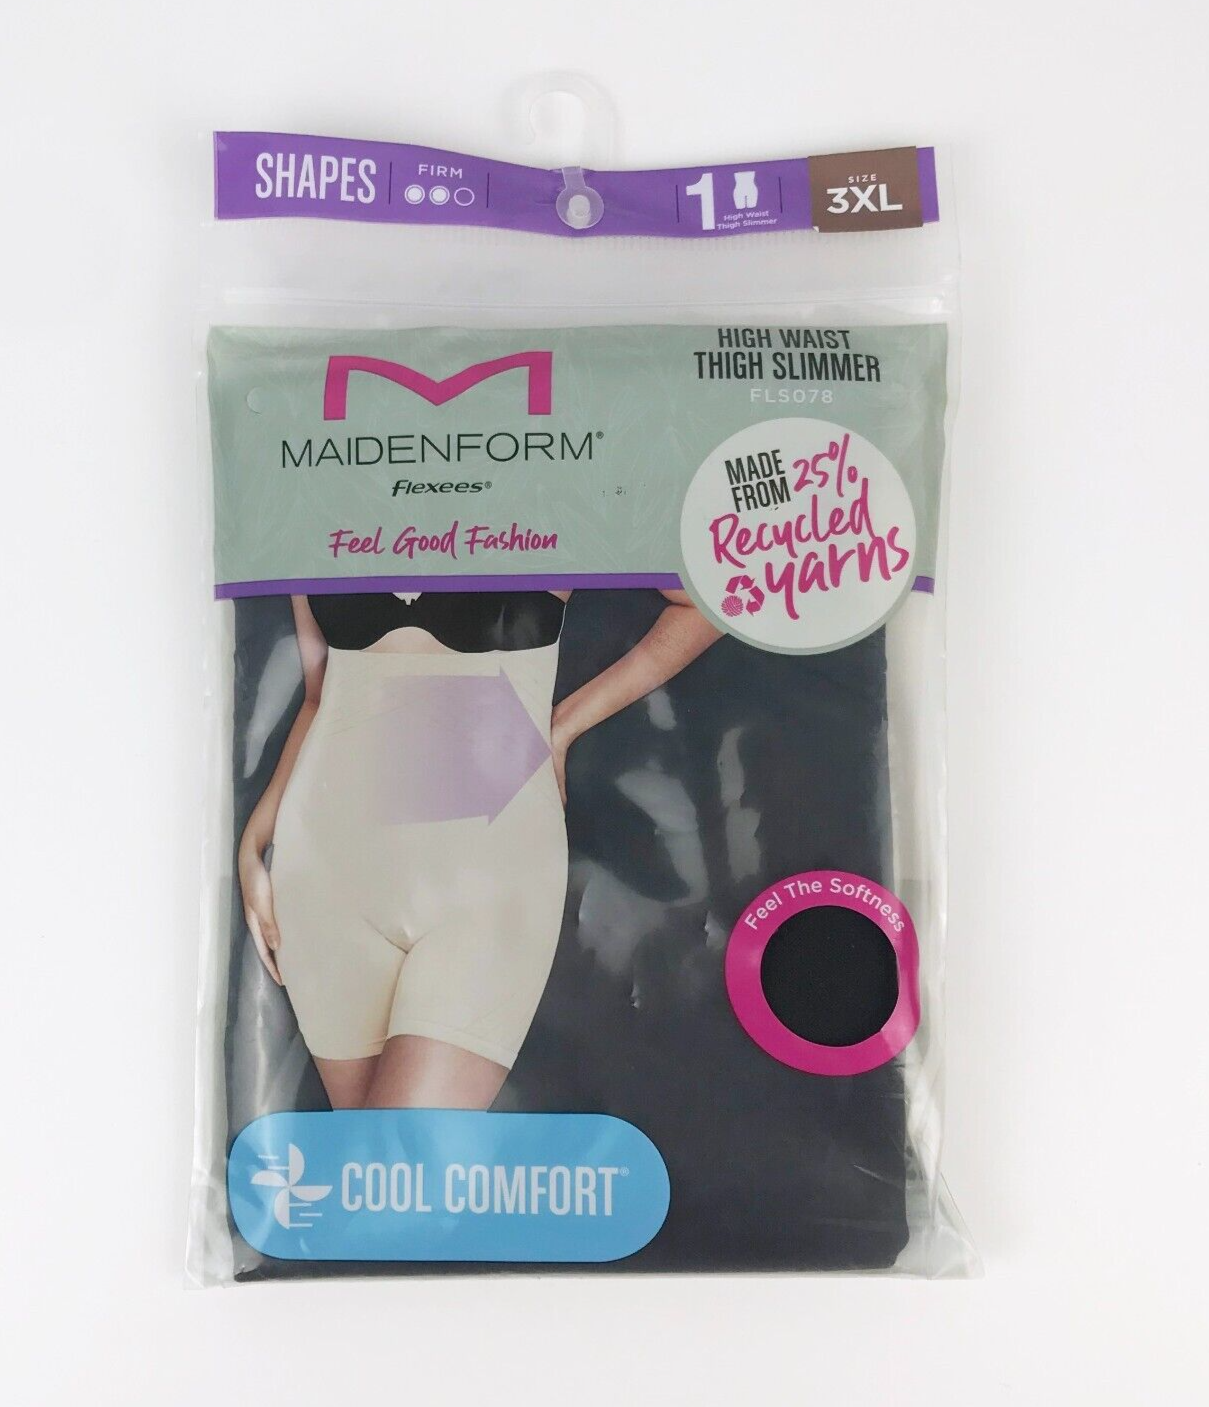 SHAPES
FIRM
1
High Waist
Thigh Slimmer
SIZE
3XL
HIGH WAIST
THIGH SLIMMER
FLS078
MAIDENFORM®
flexees®
Feel Good Fashion
MADE
FROM 25%
Recycled
yarns
Feel The Softness
COOL COMFORT®